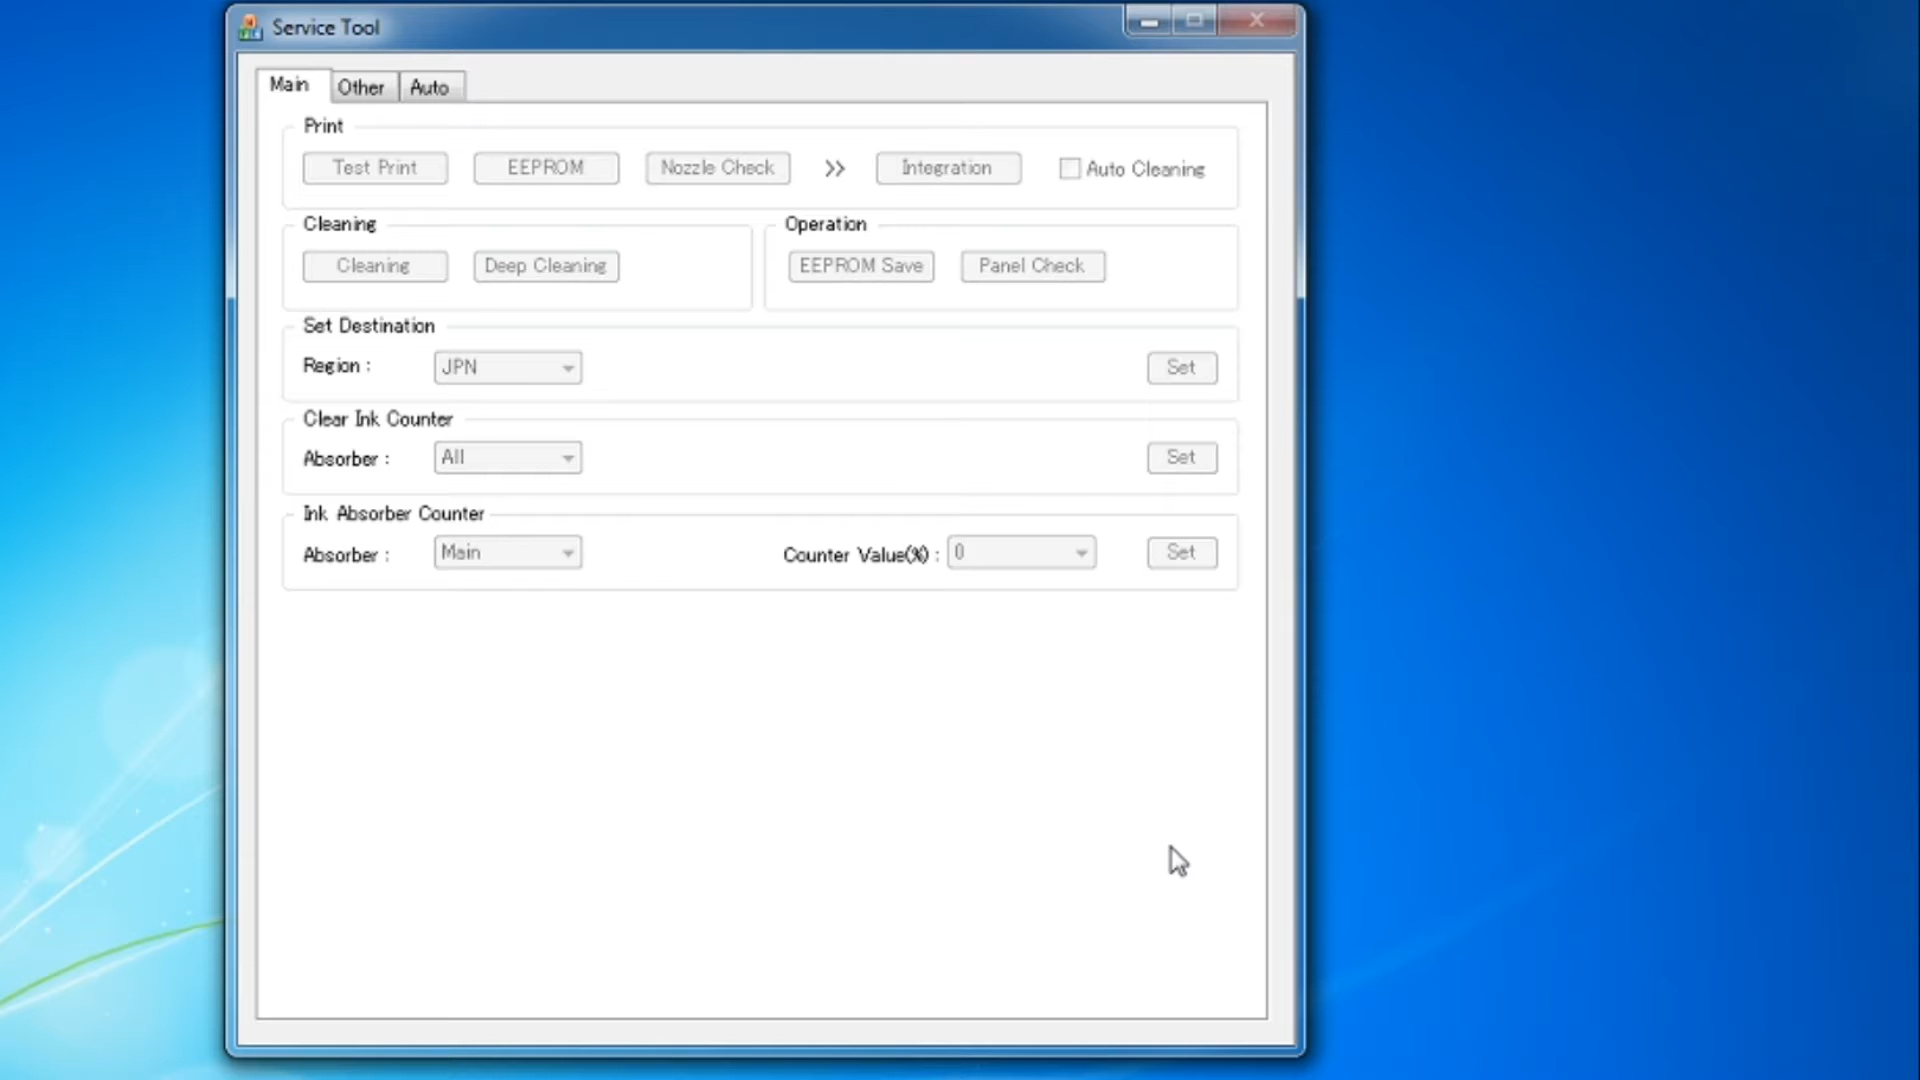 Service Tool
Main Other Auto
Print
Test Print EEPROM Nozzle Check >> Integration Auto Cleaning
Cleaning Operation
Cleaning Deep Cleaning EEPROM Save Panel Check
Set Destination
Region : JPN Set
Clear Ink Counter
Absorber : All Set
Ink Absorber Counter
Absorber : Main Counter Value(%) : 0 Set